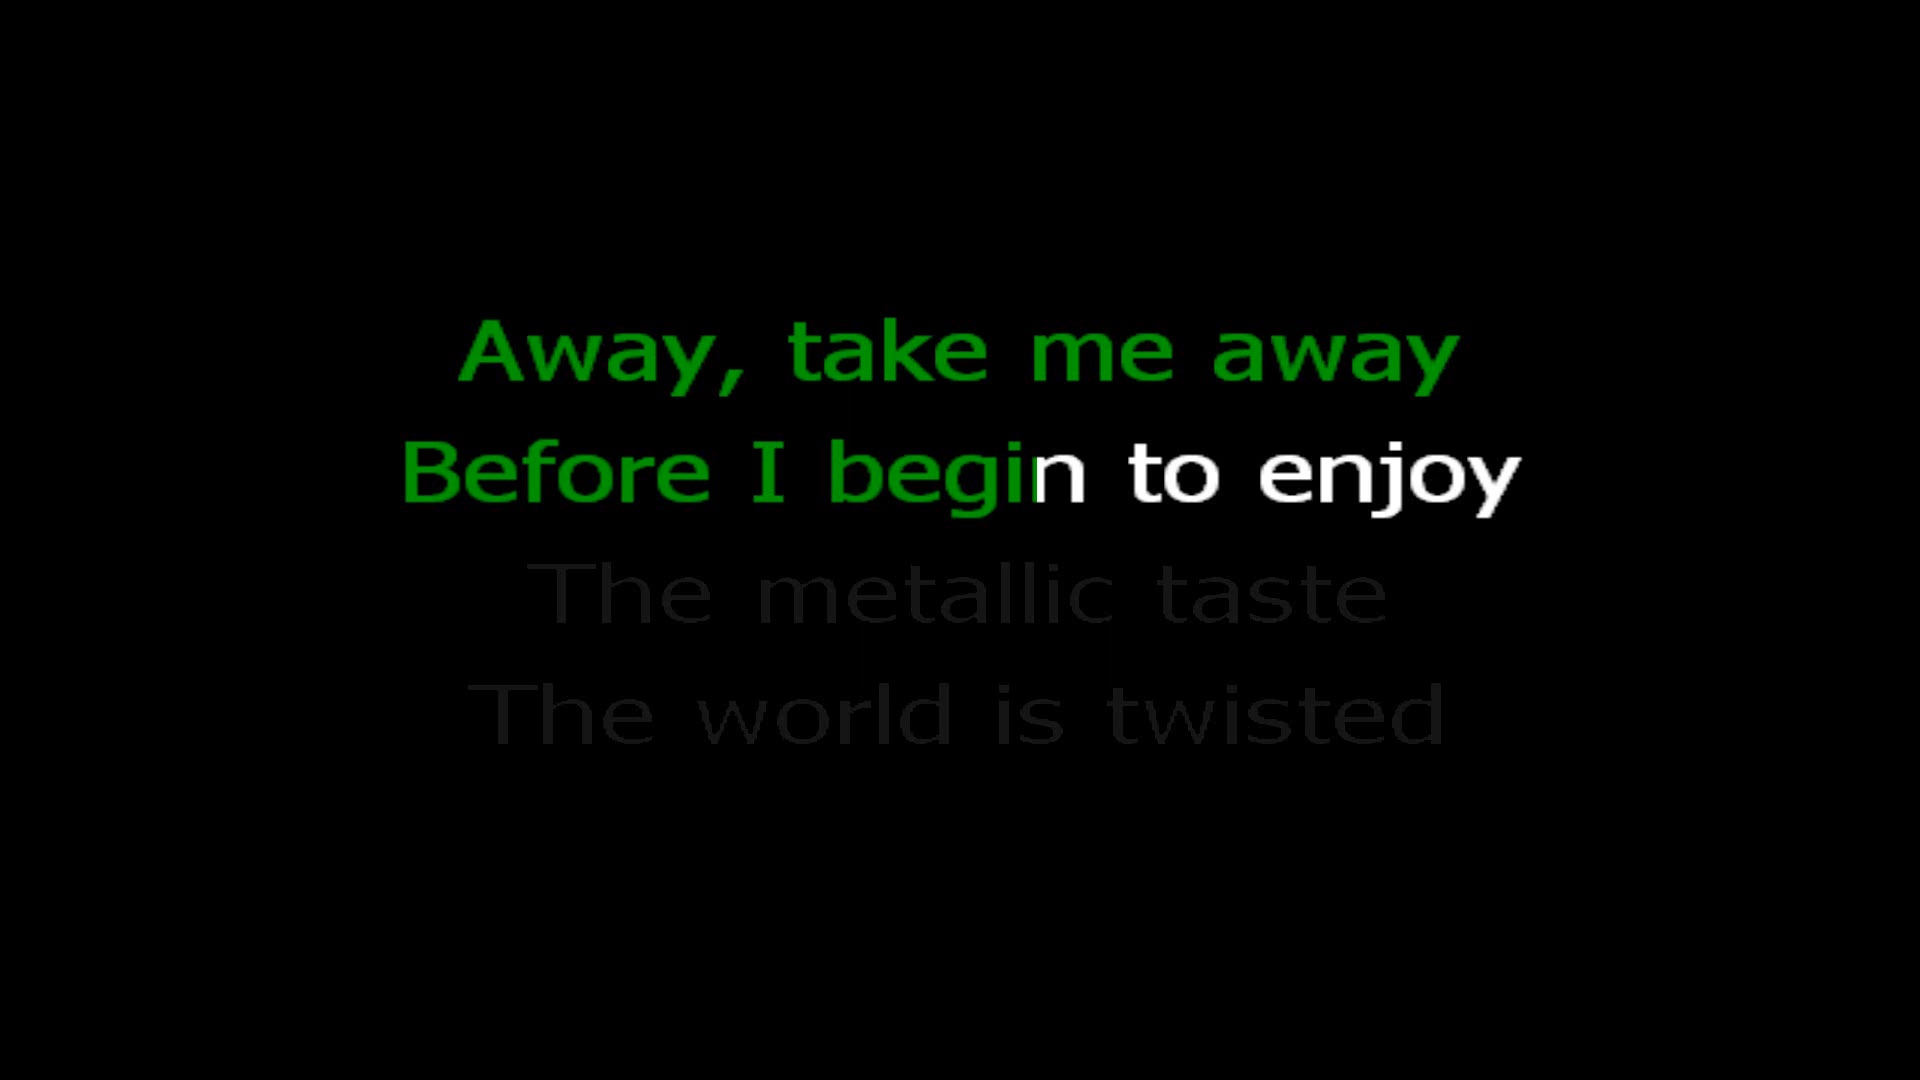 Away, take me away
Before I begin to enjoy
The metallic taste
The world is twisted